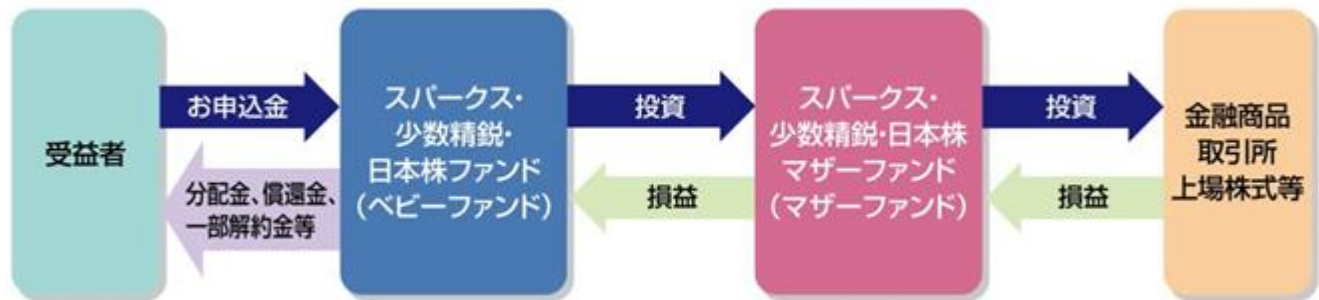 受益者
お申込金
分配金、償還金、
一部解約金等
スパークス・
少数精鋭・
日本株ファンド
(ベビーファンド)
投資
損益
スパークス・
少数精鋭・日本株
マザーファンド
(マザーファンド)
投資
損益
金融商品
取引所
上場株式等